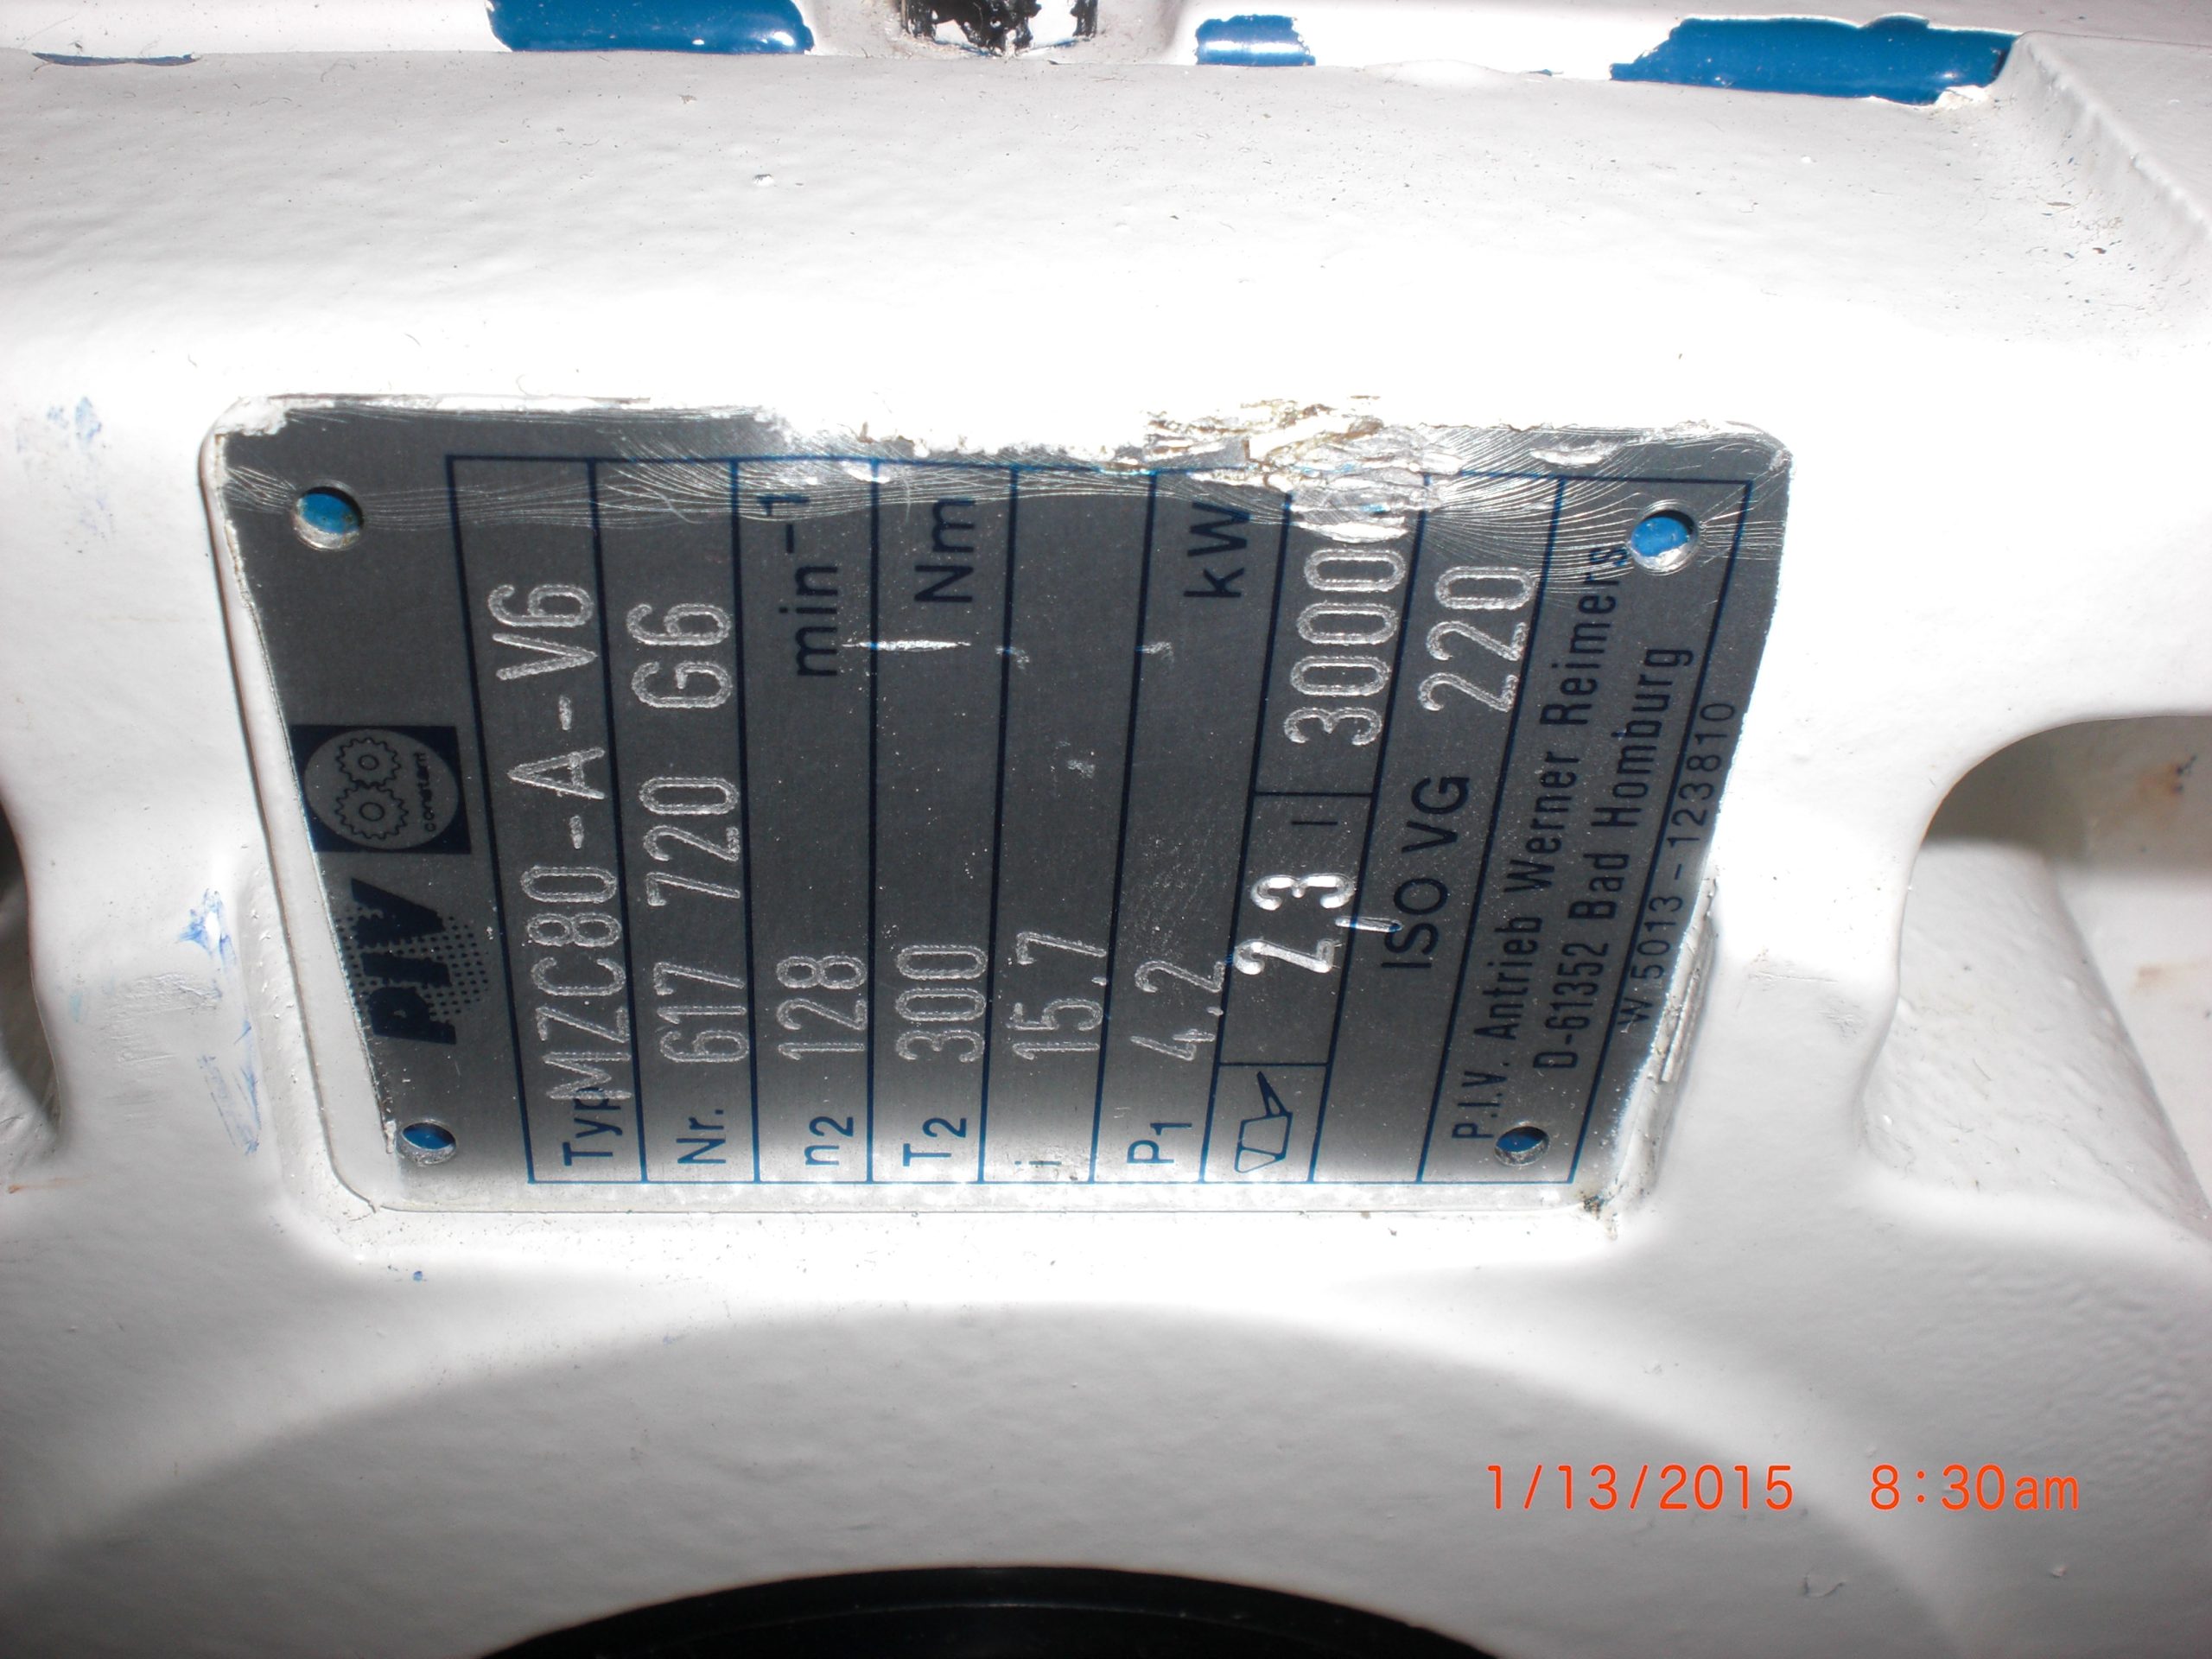 PIV constant
Typ MZC80-A-V6
Nr. 617 720 G6
n2 128 min-1
T2 300 Nm
i 15,7
P1 4,2 kW
2,3 l 3000
ISO VG 220
P.I.V. Antrieb Werner Reimers
D-61352 Bad Homburg
W 5013-123810
1/13/2015 8:30am